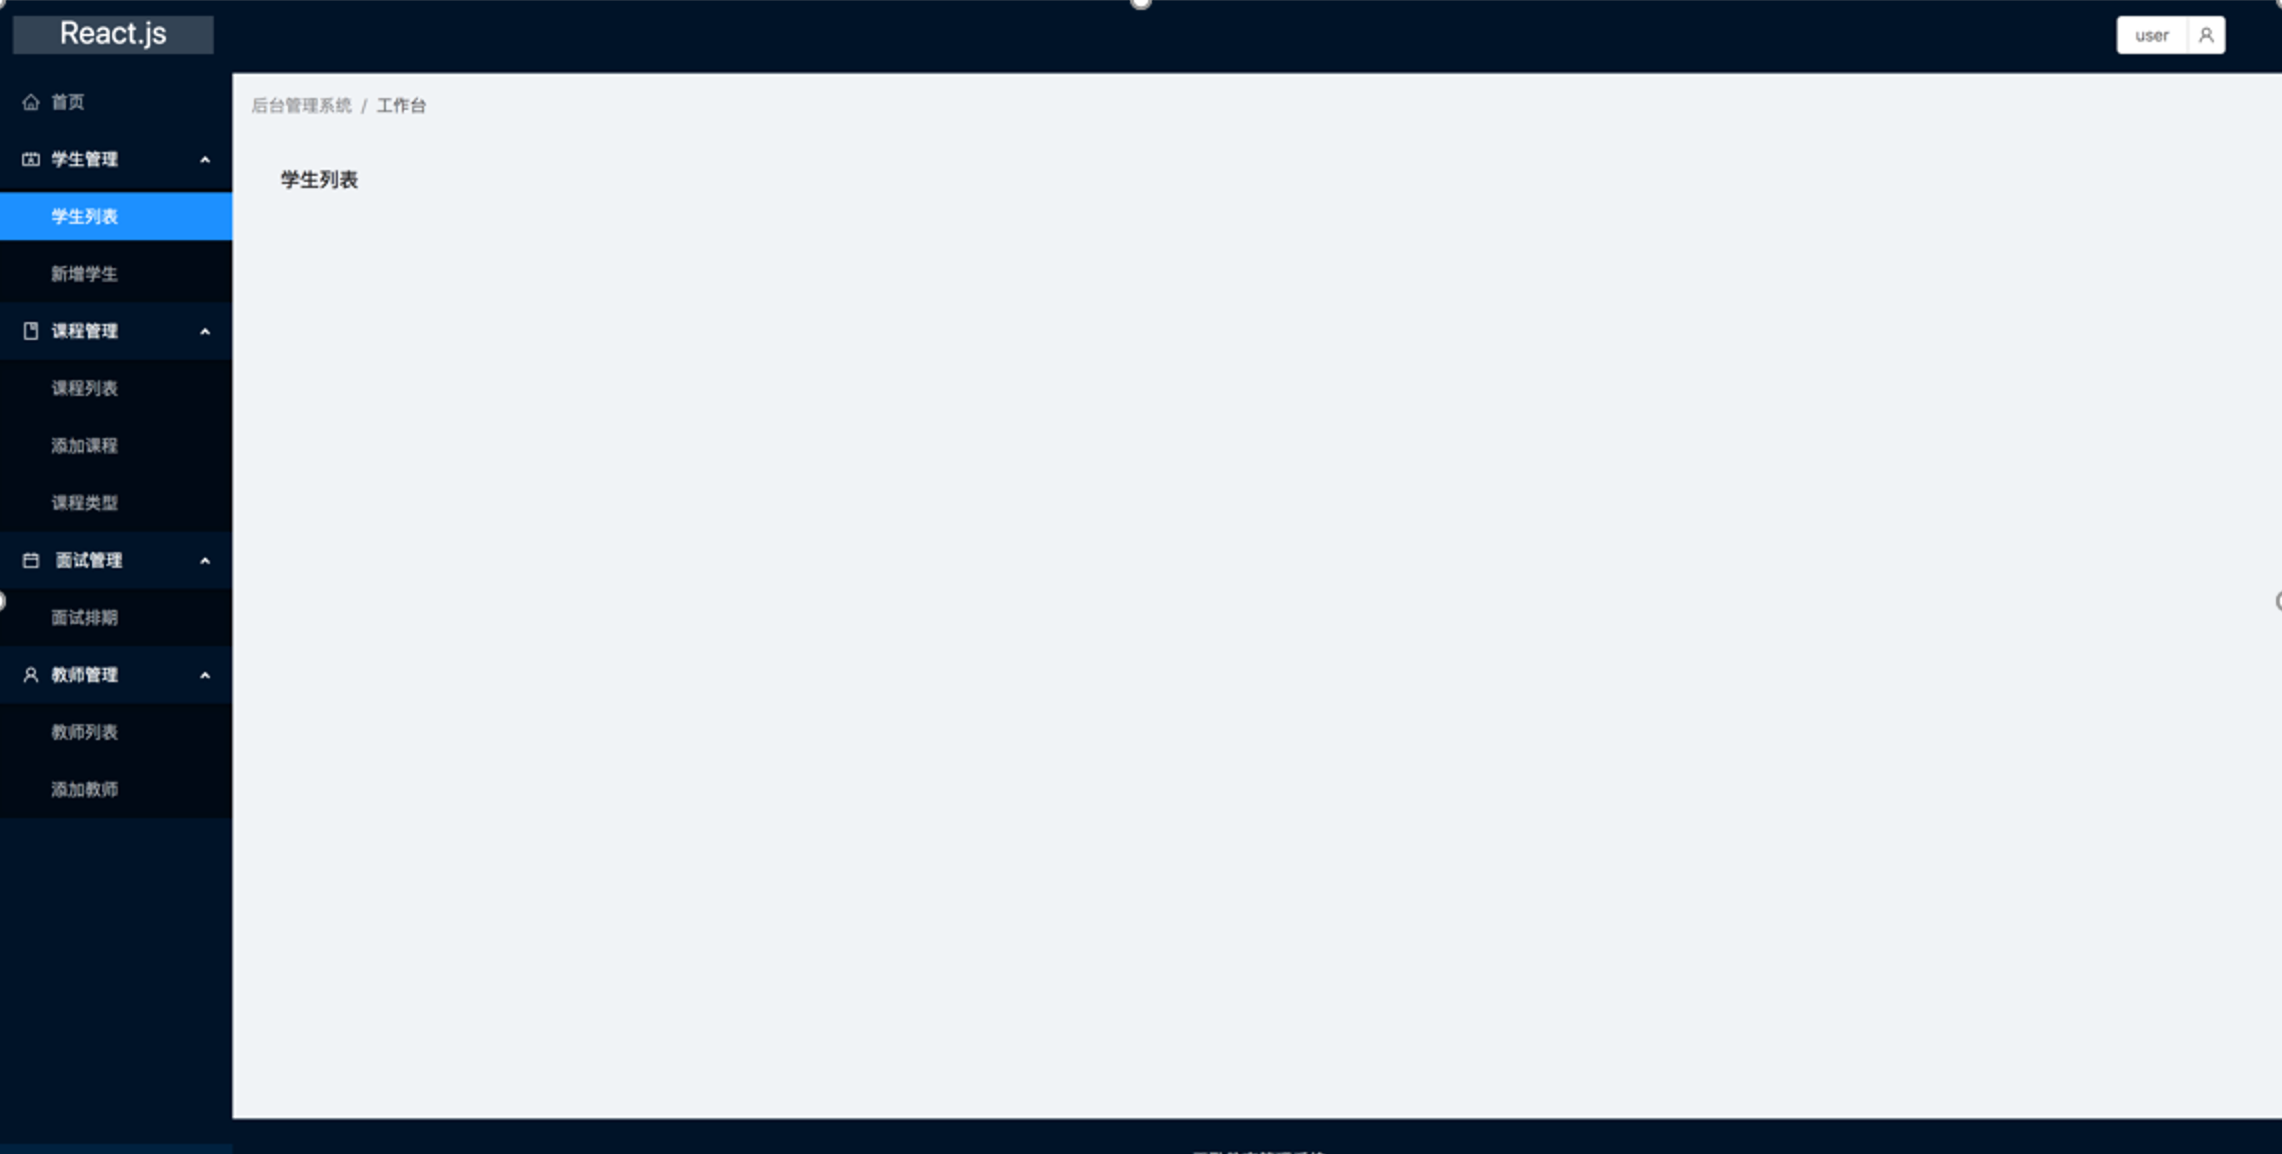 React.js
user
首页
后台管理系统 / 工作台
学生管理
学生列表
学生列表
新增学生
课程管理
课程列表
添加课程
课程类型
面试管理
面试排期
教师管理
教师列表
添加教师